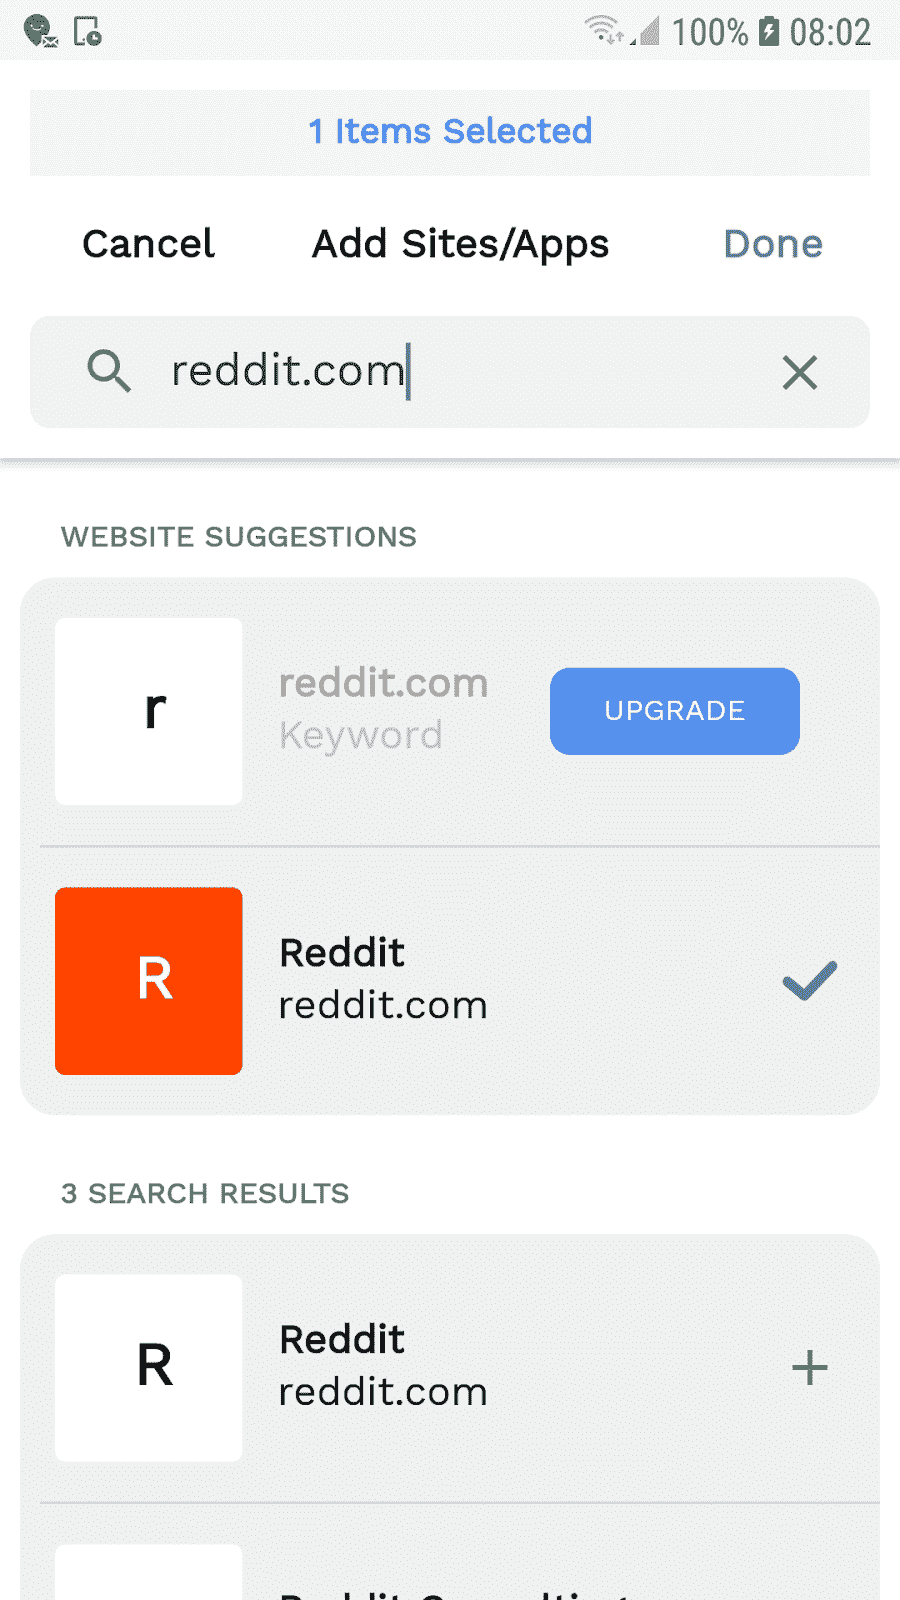 100% 08:02
1 Items Selected
Cancel Add Sites/Apps Done
reddit.com
WEBSITE SUGGESTIONS
r
reddit.com
Keyword
UPGRADE
R
Reddit
reddit.com
3 SEARCH RESULTS
R
Reddit
reddit.com